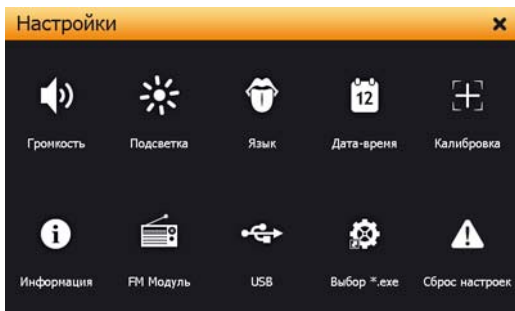 Настройки
12
Громкость Подсветка Язык Дата-время Калибровка
i
Информация FM Модуль USB Выбор *.exe Сброс настроек